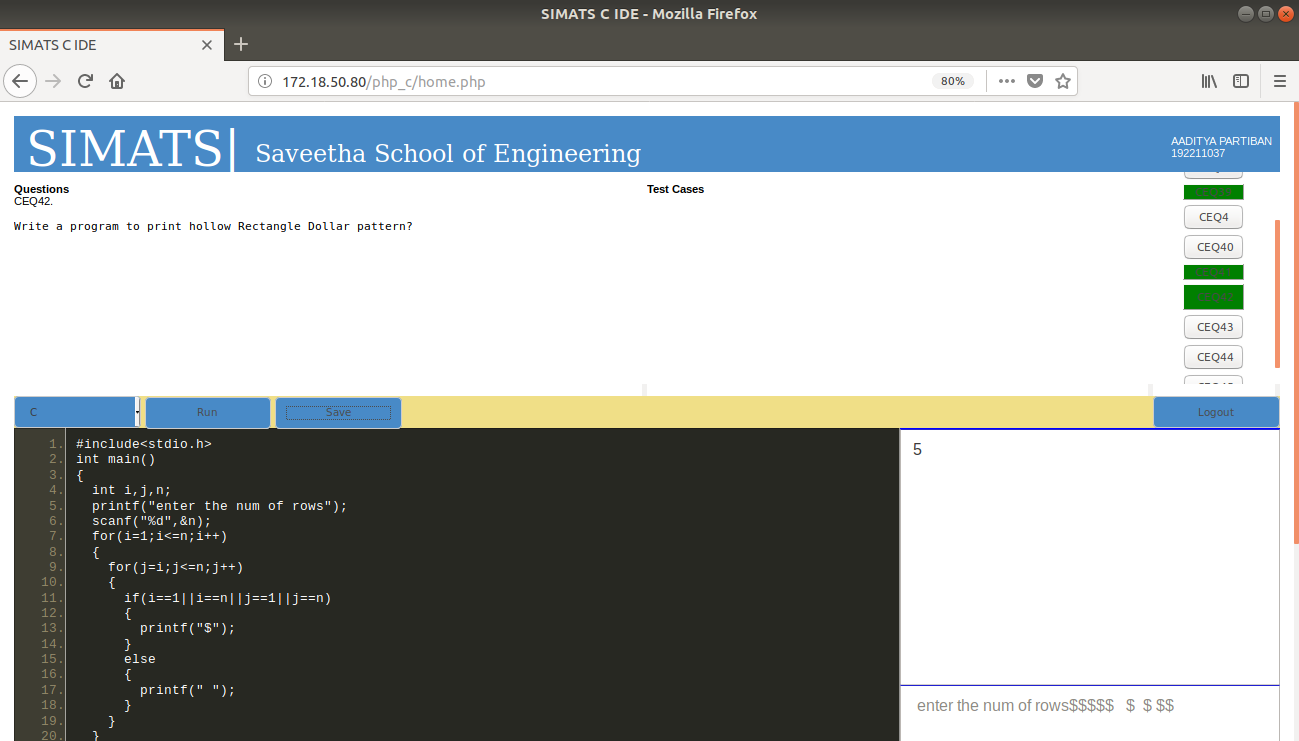 SIMATS C IDE - Mozilla Firefox
SIMATS C IDE
172.18.50.80/php_c/home.php 80%
SIMATS| Saveetha School of Engineering
AADITYA PARTIBAN
192211037
Questions
CEQ42.
Write a program to print hollow Rectangle Dollar pattern?
Test Cases
CEQ4
CEQ40
CEQ43
CEQ44
C Run Save Logout
1. #include<stdio.h>
2. int main()
3. {
4. int i,j,n;
5. printf("enter the num of rows");
6. scanf("%d",&n);
7. for(i=1;i<=n;i++)
8. {
9. for(j=i;j<=n;j++)
10. {
11. if(i==1||i==n||j==1||j==n)
12. {
13. printf("$");
14. }
15. else
16. {
17. printf(" ");
18. }
19. }
20. }
5
enter the num of rows$$$$$   $  $ $$